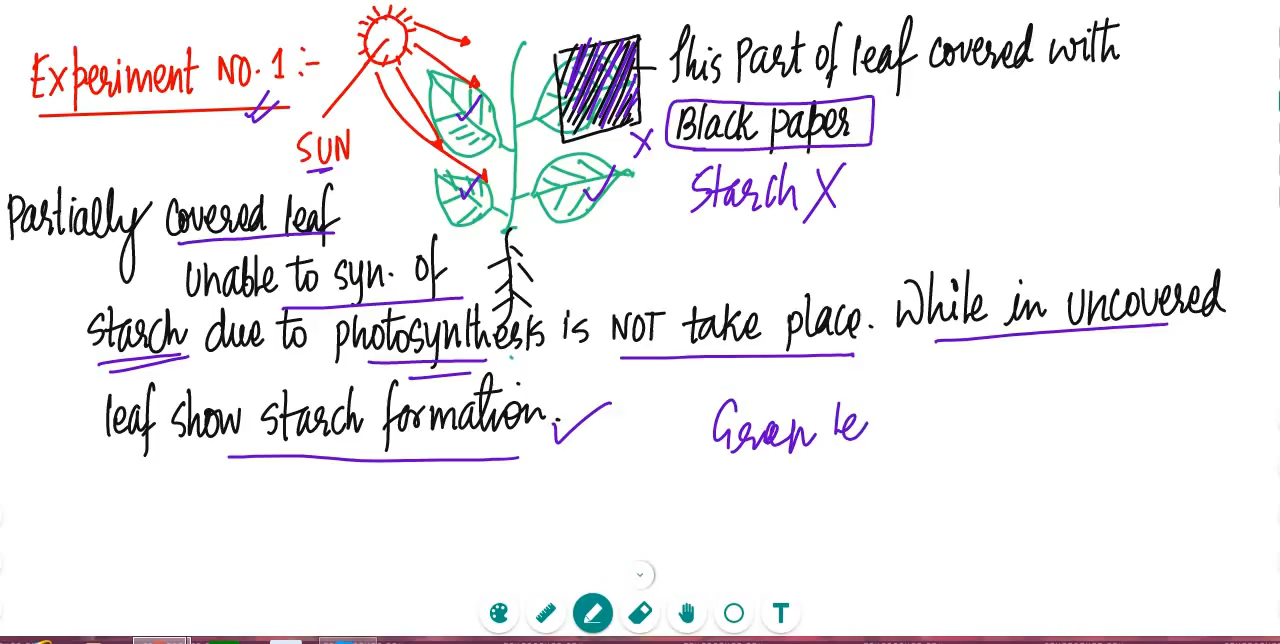 Experiment NO. 1 :-
SUN
This Part of leaf covered with
Black paper
Starch X
Partially covered leaf
unable to syn. of
starch due to photosynthesis is NOT take place. While in uncovered
leaf show starch formation.
le
T